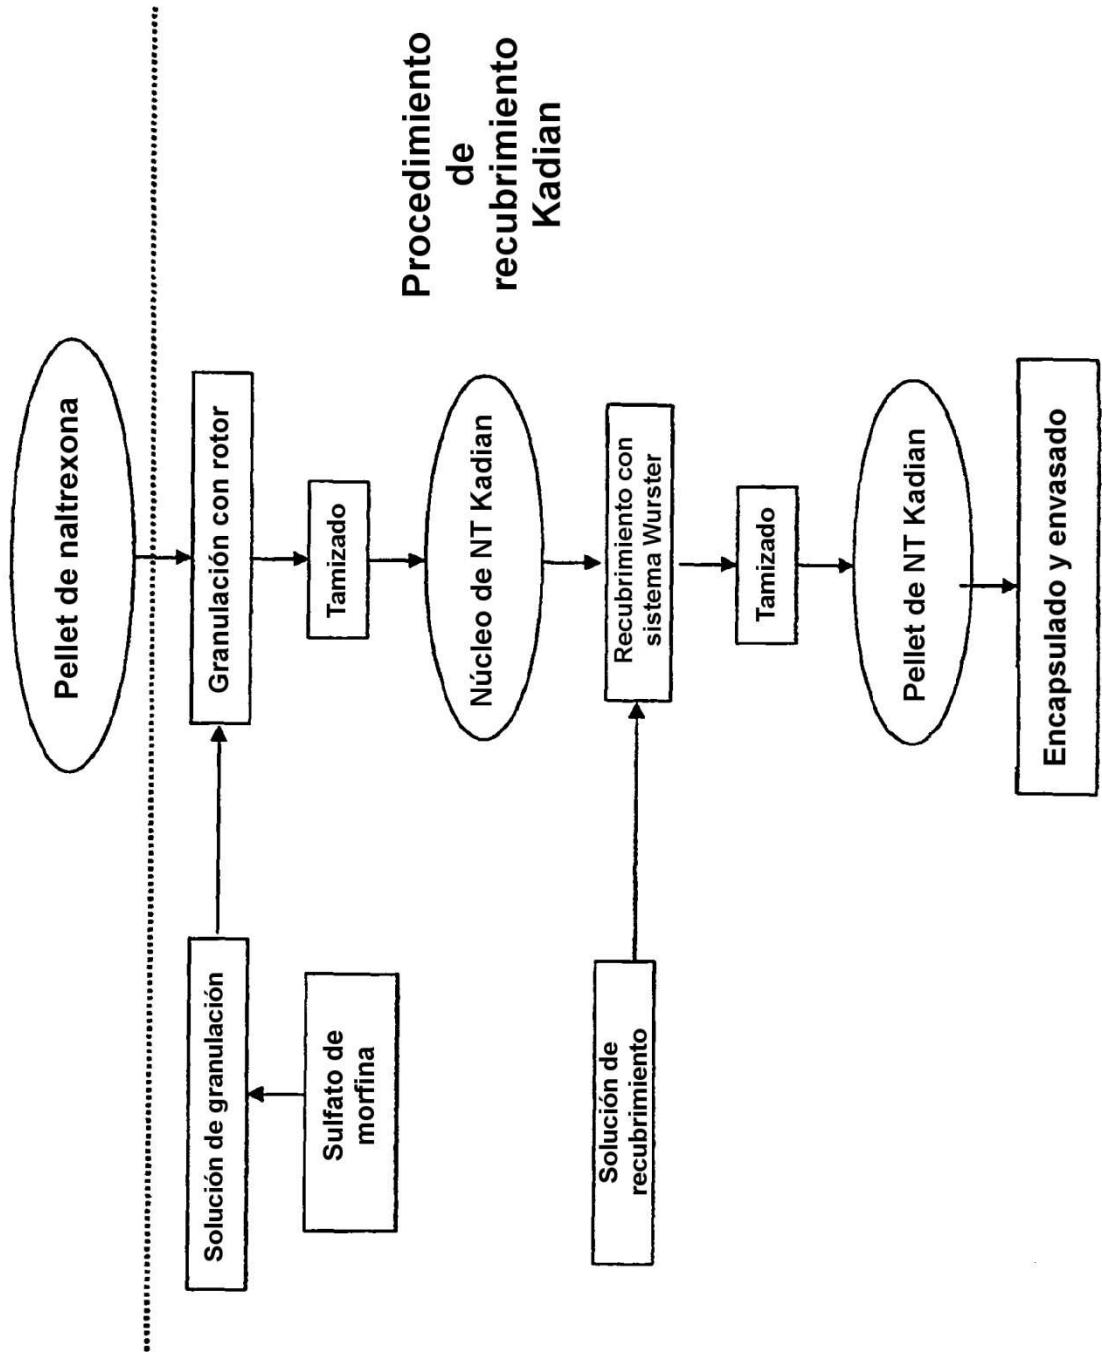 Pellet de naltrexona
Solución de granulación
Granulación con rotor
Sulfato de
morfina
Tamizado
Procedimiento
de
recubrimiento
Kadian
Núcleo de NT Kadian
Solución de
recubrimiento
Recubrimiento con
sistema Wurster
Tamizado
Pellet de NT Kadian
Encapsulado y envasado